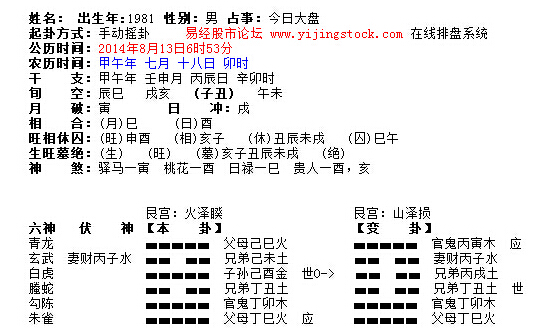 姓名: 出生年:1981 性别: 男 占事: 今日大盘
起卦方式: 手动摇卦 易经股市论坛 www.yijingstock.com 在线排盘系统
公历时间: 2014年8月13日6时53分
农历时间: 甲午年 七月 十八日 卯时
干 支: 甲午年 壬申月 丙辰日 辛卯时
旬 空: 辰巳 戌亥 (子丑) 午未
月 破: 寅 日 冲: 戌
相 合: (月)巳 (日)酉
旺相休囚: (旺)申酉 (相)亥子 (休)丑辰未戌 (囚)巳午
生旺墓绝: (生) (旺) (墓)亥子丑辰未戌 (绝)
神 煞: 驿马—寅 桃花—酉 日禄—巳 贵人—酉,亥
艮宫: 火泽睽 艮宫: 山泽损
六神 伏 神 【本 卦】 【变 卦】
青龙 父母己巳火 官鬼丙寅木 应
玄武 妻财丙子水 兄弟己未土 妻财丙子水
白虎 子孙己酉金 世O-> 兄弟丙戌土
螣蛇 兄弟丁丑土 兄弟丁丑土 世
勾陈 官鬼丁卯木 官鬼丁卯木
朱雀 父母丁巳火 应 父母丁巳火